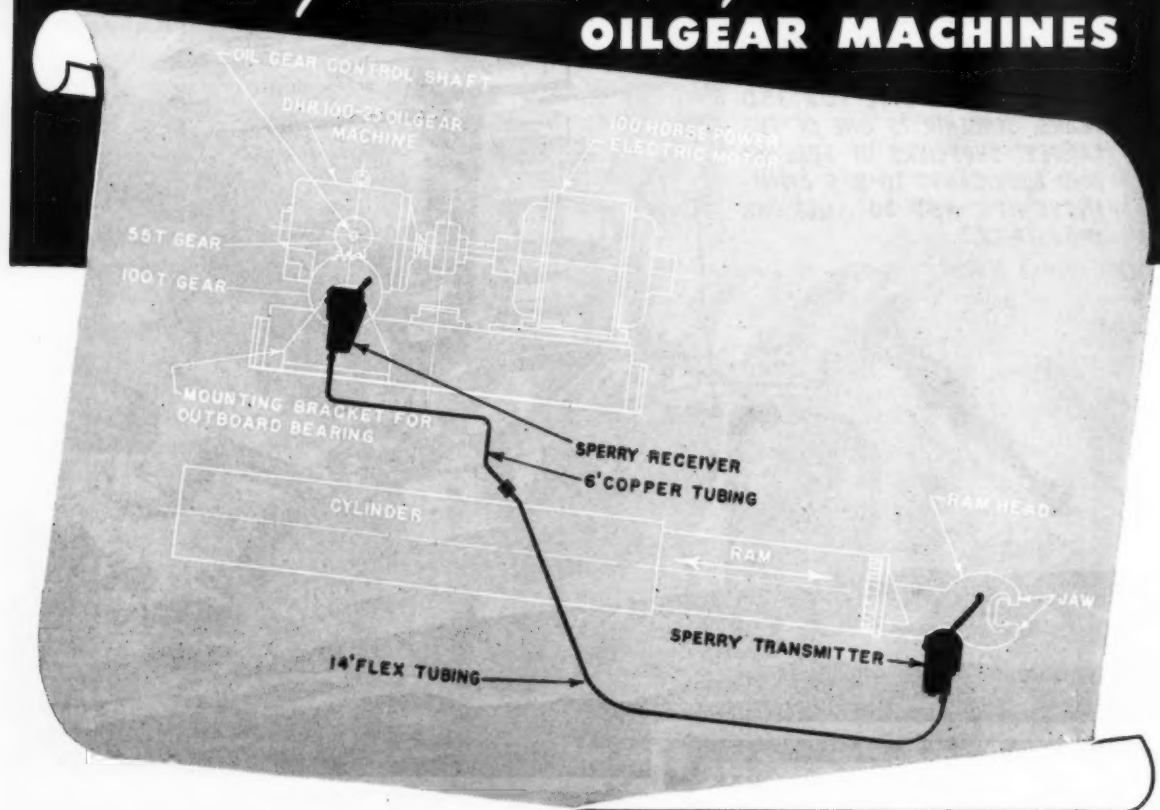 OILGEAR MACHINES
OIL GEAR CONTROL SHAFT
DHR 100-25 OILGEAR
MACHINE
100 HORSE POWER
ELECTRIC MOTOR
55T GEAR
100T GEAR
MOUNTING BRACKET FOR
OUTBOARD BEARING
SPERRY RECEIVER
6' COPPER TUBING
CYLINDER
RAM
RAM HEAD
JAW
SPERRY TRANSMITTER
14' FLEX TUBING